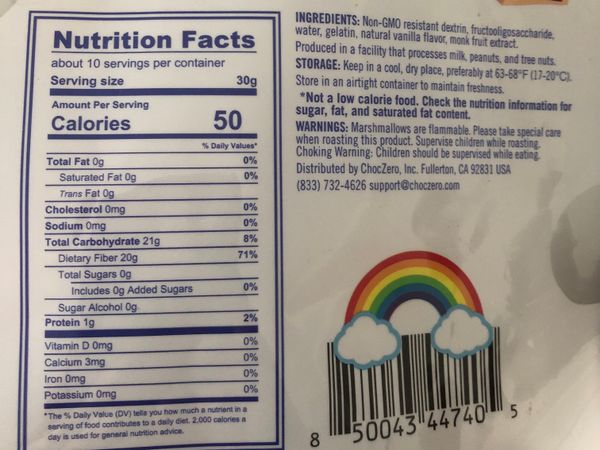 Nutrition Facts
about 10 servings per container
Serving size 30g
Amount Per Serving
Calories 50
% Daily Values*
Total Fat 0g 0%
Saturated Fat 0g 0%
Trans Fat 0g
Cholesterol 0mg 0%
Sodium 0mg 0%
Total Carbohydrate 21g 8%
Dietary Fiber 20g 71%
Total Sugars 0g
Includes 0g Added Sugars 0%
Sugar Alcohol 0g
Protein 1g 2%
Vitamin D 0mg 0%
Calcium 3mg 0%
Iron 0mg 0%
Potassium 0mg 0%
*The % Daily Value (DV) tells you how much a nutrient in a
serving of food contributes to a daily diet. 2,000 calories a
day is used for general nutrition advice.
INGREDIENTS: Non-GMO resistant dextrin, fructooligosaccharide,
water, gelatin, natural vanilla flavor, monk fruit extract.
Produced in a facility that processes milk, peanuts, and tree nuts.
STORAGE: Keep in a cool, dry place, preferably at 63-68°F (17-20°C).
Store in an airtight container to maintain freshness.
*Not a low calorie food. Check the nutrition information for
sugar, fat, and saturated fat content.
WARNINGS: Marshmallows are flammable. Please take special care
when roasting this product. Supervise children while roasting.
Choking Warning: Children should be supervised while eating.
Distributed by ChocZero, Inc. Fullerton, CA 92831 USA
(833) 732-4626 support@choczero.com
8 50043 44740 5